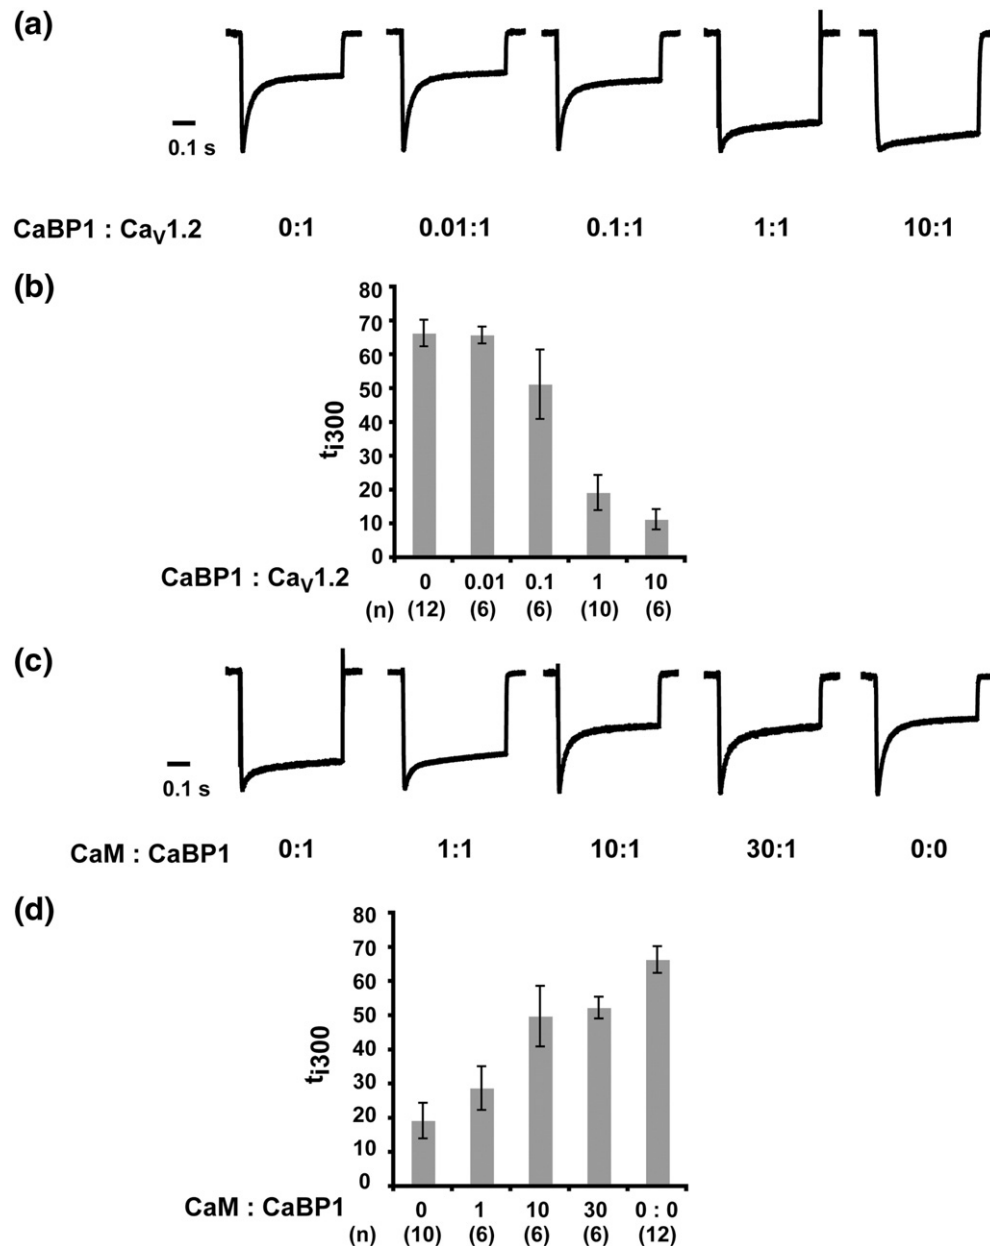 (a)
0.1 s
CaBP1 : CaV1.2 0:1 0.01:1 0.1:1 1:1 10:1
(b)
80
70
60
50
40
30
20
10
0
ti300
CaBP1 : CaV1.2 0 0.01 0.1 1 10
(n) (12) (6) (6) (10) (6)
(c)
0.1 s
CaM : CaBP1 0:1 1:1 10:1 30:1 0:0
(d)
80
70
60
50
40
30
20
10
0
ti300
CaM : CaBP1 0 1 10 30 0 : 0
(n) (10) (6) (6) (6) (12)